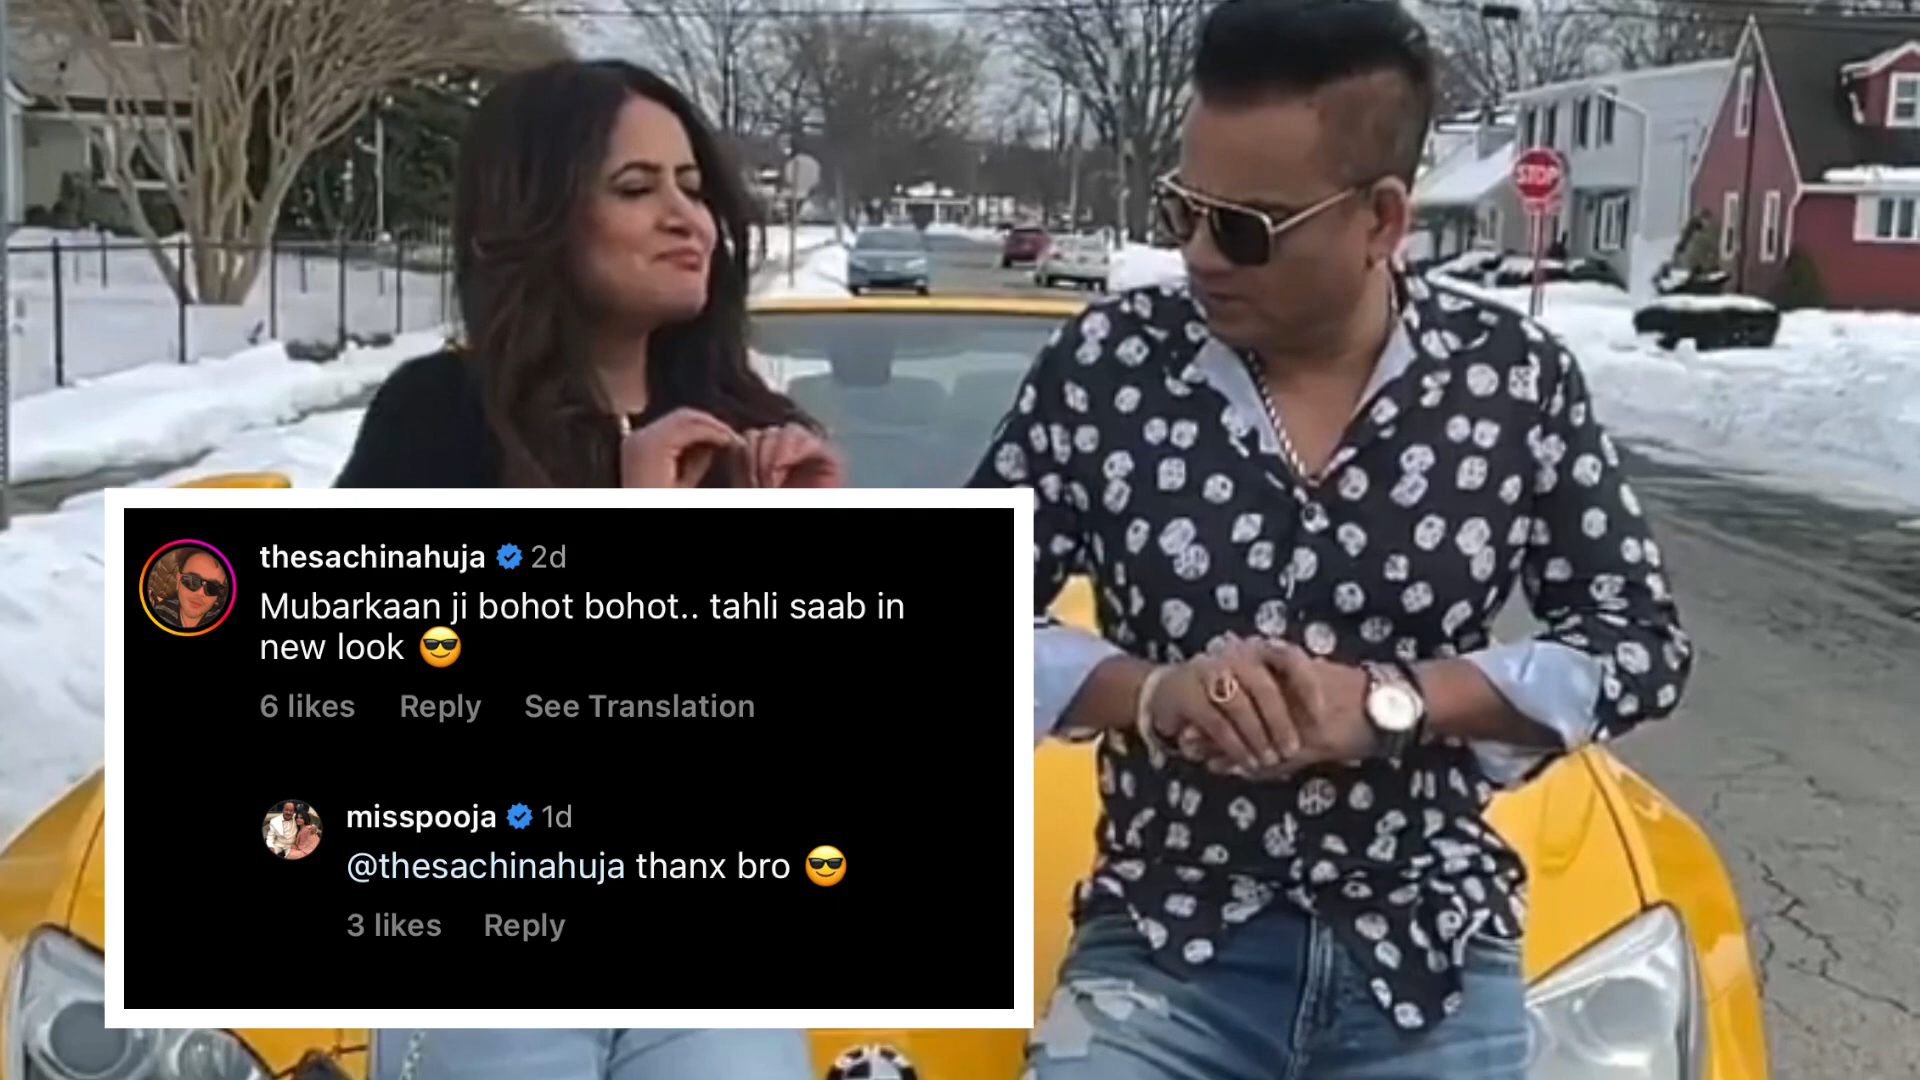 STOP
thesachinahuja 2d
Mubarkaan ji bohot bohot.. tahli saab in
new look 😎
6 likes Reply See Translation
misspooja 1d
@thesachinahuja thanx bro 😎
3 likes Reply